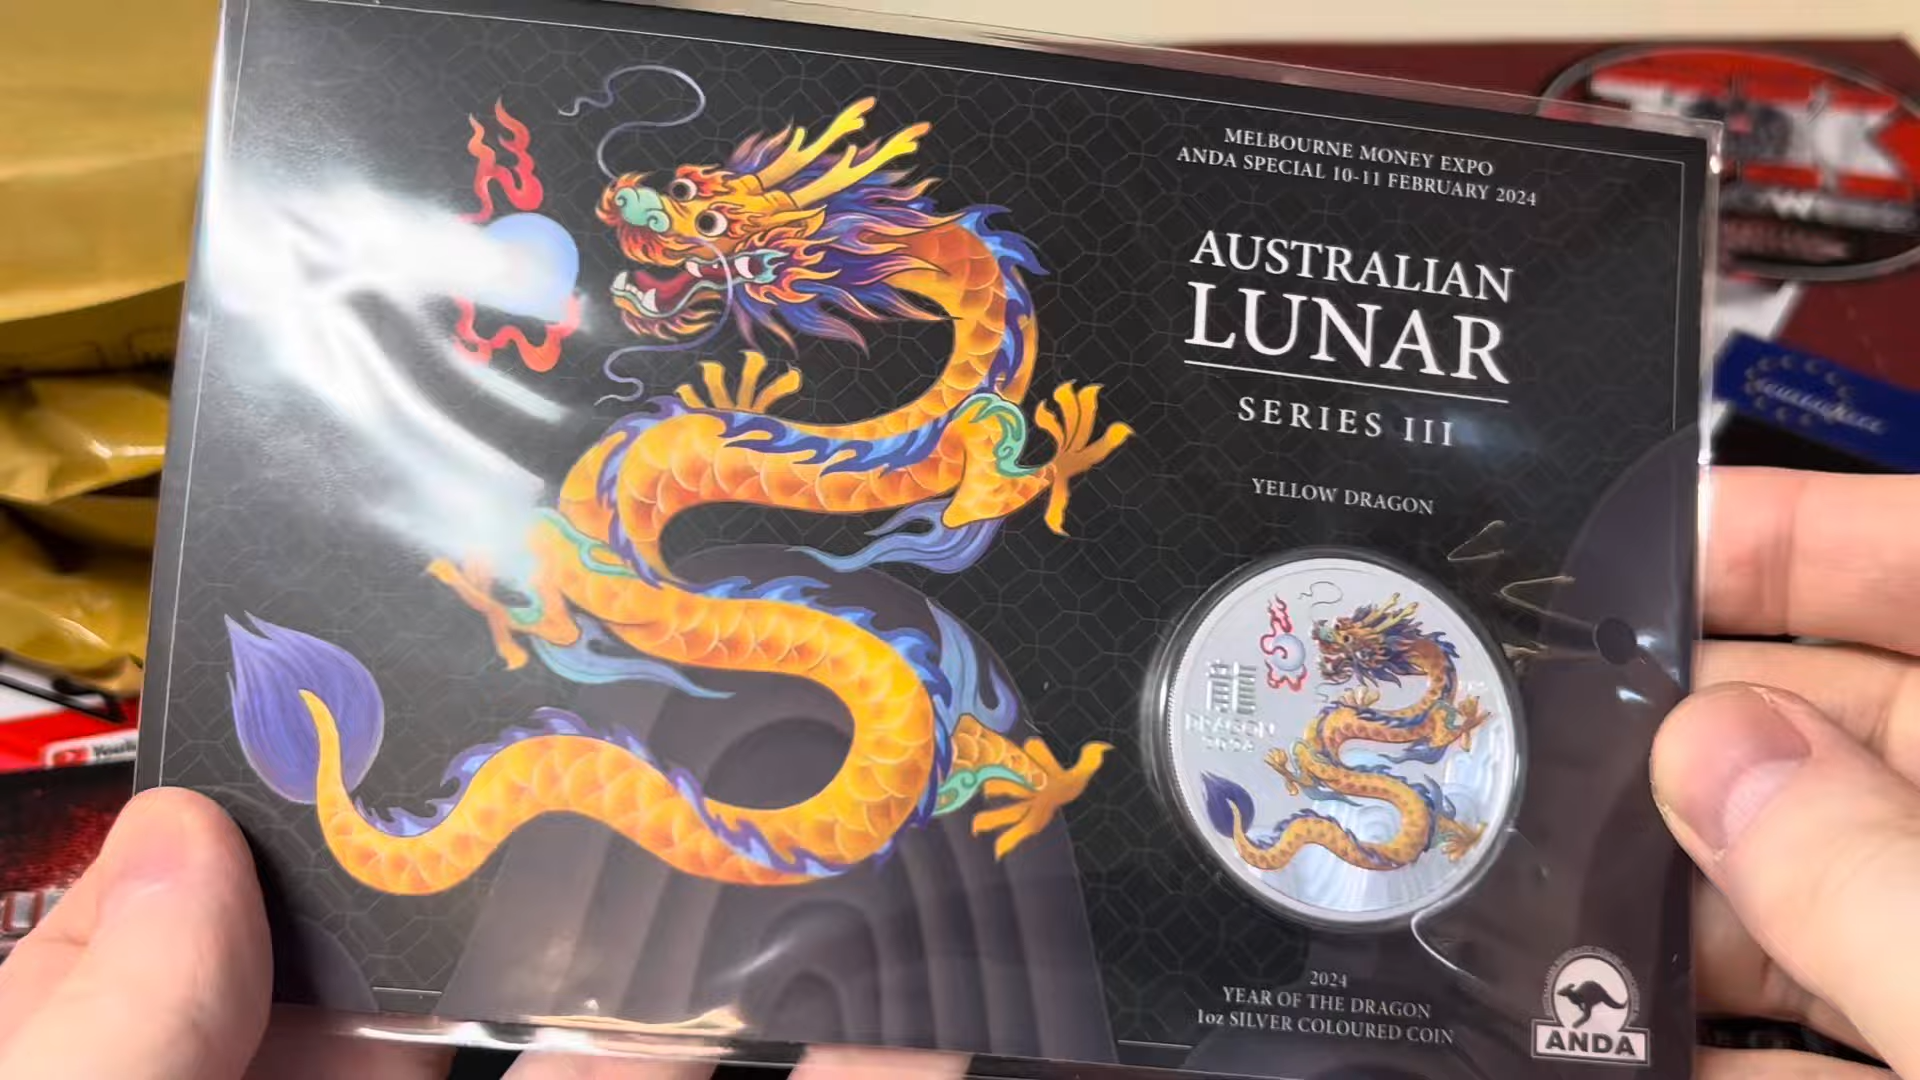 MELBOURNE MONEY EXPO
ANDA SPECIAL 10-11 FEBRUARY 2024
AUSTRALIAN
LUNAR
SERIES III
YELLOW DRAGON
龍
DRAGON
2024
2024
YEAR OF THE DRAGON
1oz SILVER COLOURED COIN
ANDA